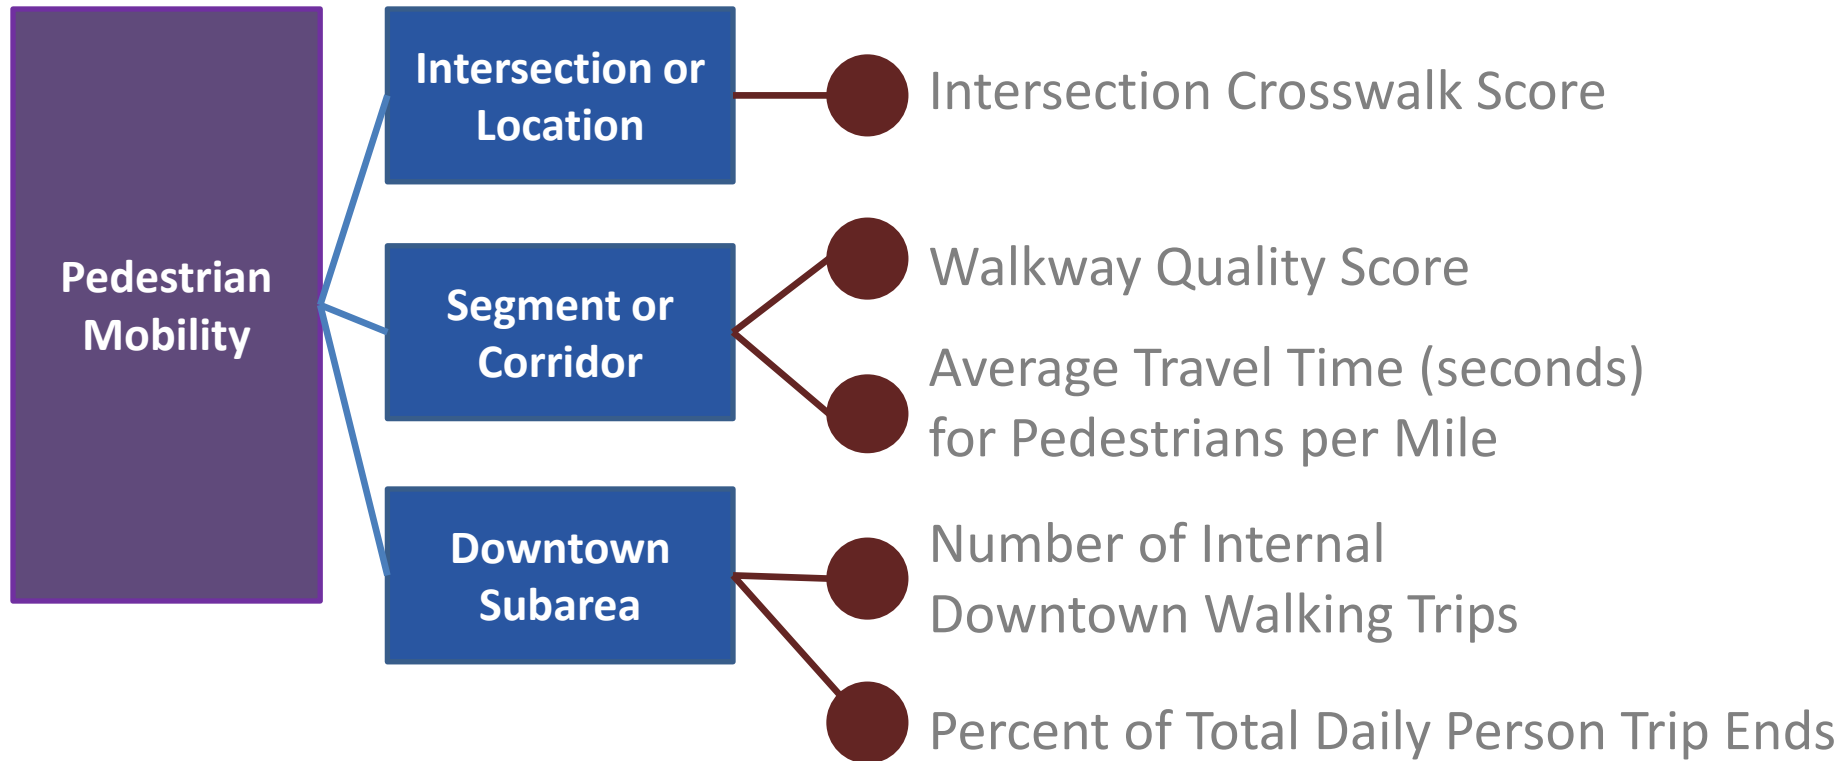 Pedestrian
Mobility
Intersection or
Location
Intersection Crosswalk Score
Segment or
Corridor
Walkway Quality Score
Average Travel Time (seconds)
for Pedestrians per Mile
Downtown
Subarea
Number of Internal
Downtown Walking Trips
Percent of Total Daily Person Trip Ends